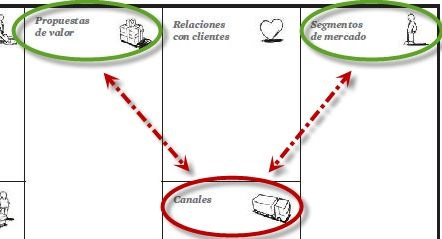 Propuestas
de valor
Relaciones
con clientes
Segmentos
de mercado
Canales